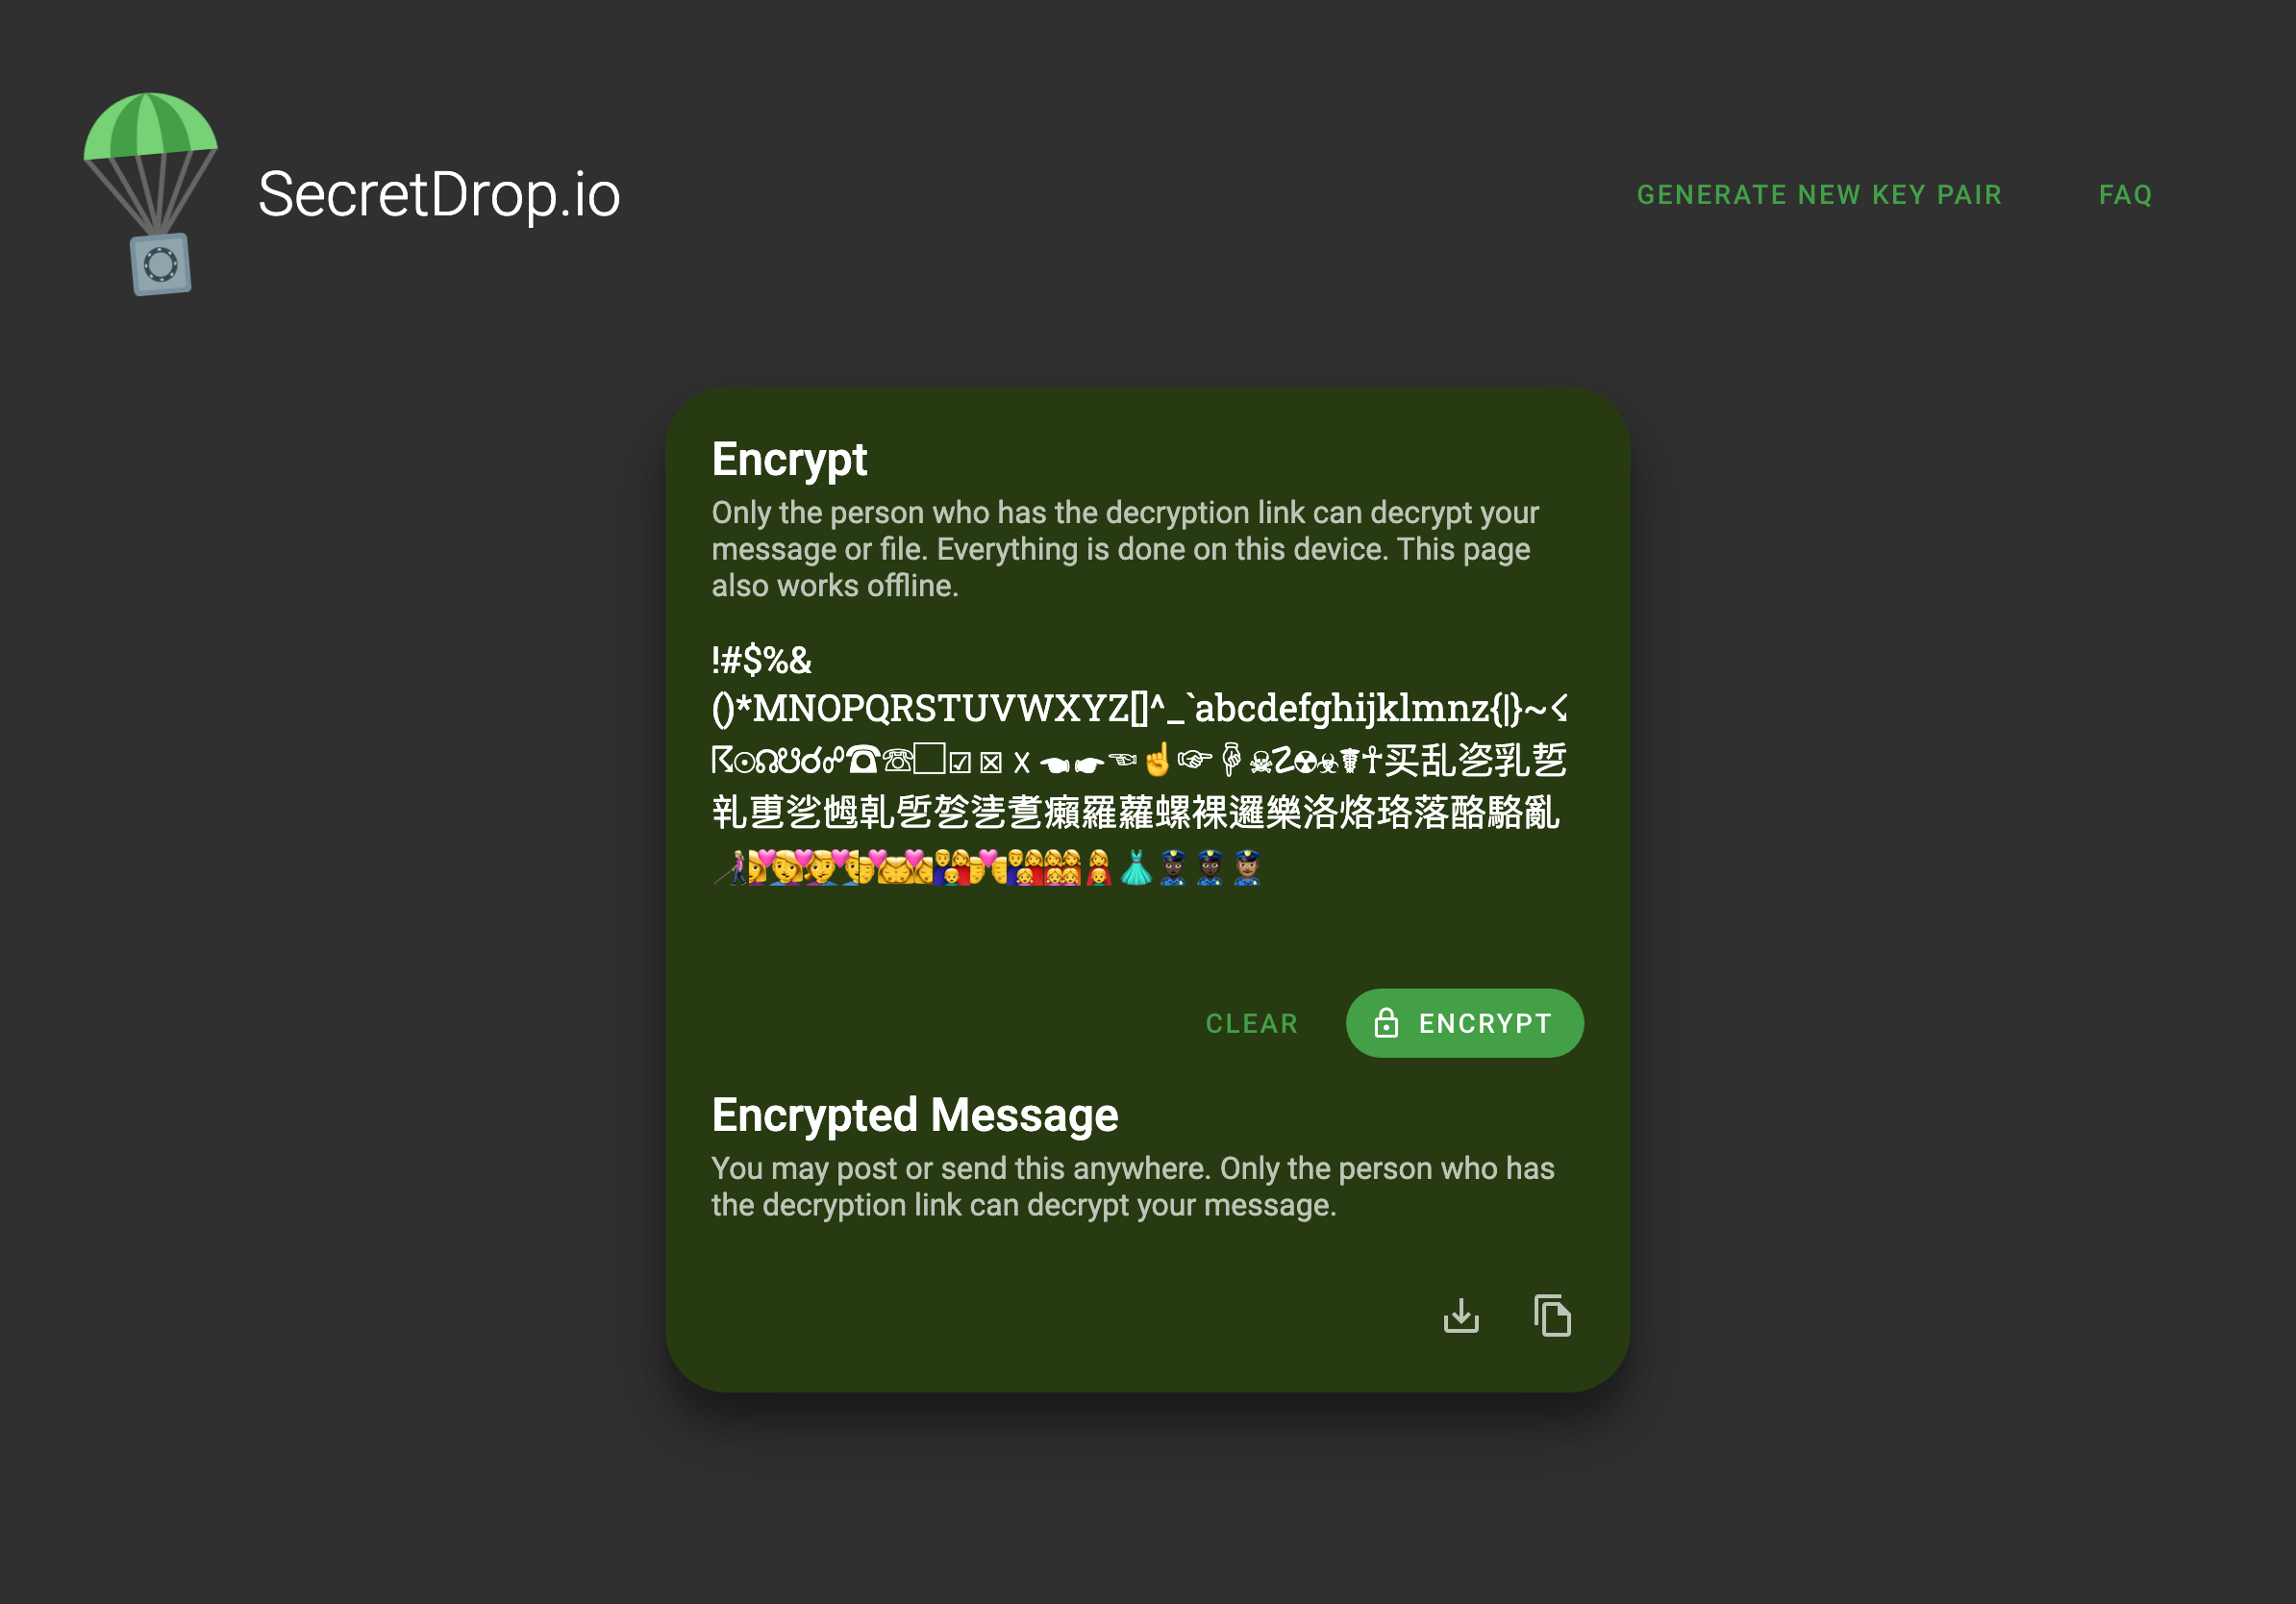 SecretDrop.io
GENERATE NEW KEY PAIR
FAQ
Encrypt
Only the person who has the decryption link can decrypt your
message or file. Everything is done on this device. This page
also works offline.
!#$%&
()*MNOPQRSTUVWXYZ[]^_`abcdefghijklmnz{|}~☇
☈☉☊☋☌☍☎☏☐☑☒☓☚☛☜☝☞☟☠☡☢☣☤☥买乱乲乳乴
乵乶乷乸乹乺乻乼乽癩羅蘿螺裸邏樂洛烙珞落酪駱亂
CLEAR
ENCRYPT
Encrypted Message
You may post or send this anywhere. Only the person who has
the decryption link can decrypt your message.